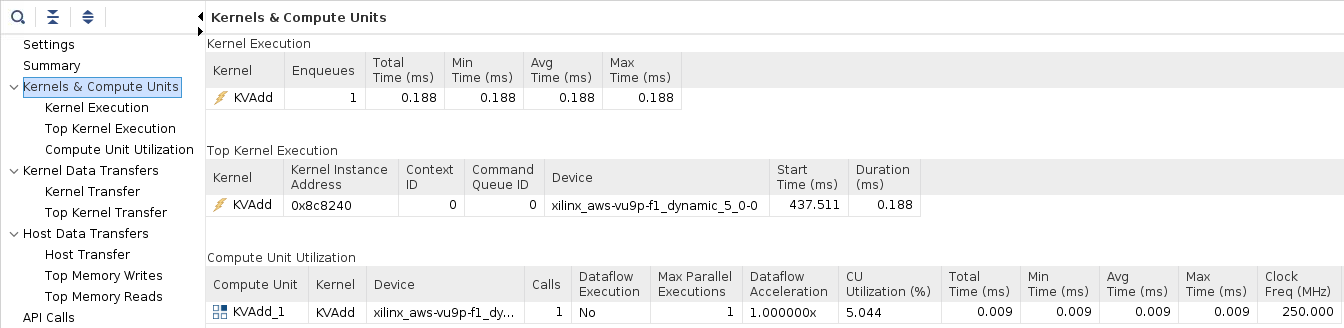 Kernels & Compute Units
Settings
Summary
Kernels & Compute Units
Kernel Execution
Top Kernel Execution
Compute Unit Utilization
Kernel Data Transfers
Kernel Transfer
Top Kernel Transfer
Host Data Transfers
Host Transfer
Top Memory Writes
Top Memory Reads
API Calls
Kernel Execution
Kernel Enqueues Total Time (ms) Min Time (ms) Avg Time (ms) Max Time (ms)
KVAdd 1 0.188 0.188 0.188 0.188
Top Kernel Execution
Kernel Kernel Instance Address Context ID Command Queue ID Device Start Time (ms) Duration (ms)
KVAdd 0x8c8240 0 0 xilinx_aws-vu9p-f1_dynamic_5_0-0 437.511 0.188
Compute Unit Utilization
Compute Unit Kernel Device Calls Dataflow Execution Max Parallel Executions Dataflow Acceleration CU Utilization (%) Total Time (ms) Min Time (ms) Avg Time (ms) Max Time (ms) Clock Freq (MHz)
KVAdd_1 KVAdd xilinx_aws-vu9p-f1_dy... 1 No 1 1.000000x 5.044 0.009 0.009 0.009 0.009 250.000